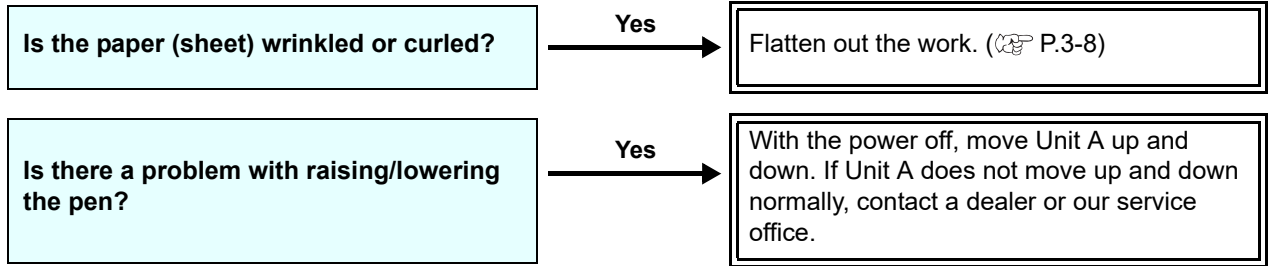 Is the paper (sheet) wrinkled or curled?
Yes
Flatten out the work. (☞ P.3-8)
Is there a problem with raising/lowering
the pen?
Yes
With the power off, move Unit A up and
down. If Unit A does not move up and down
normally, contact a dealer or our service
office.